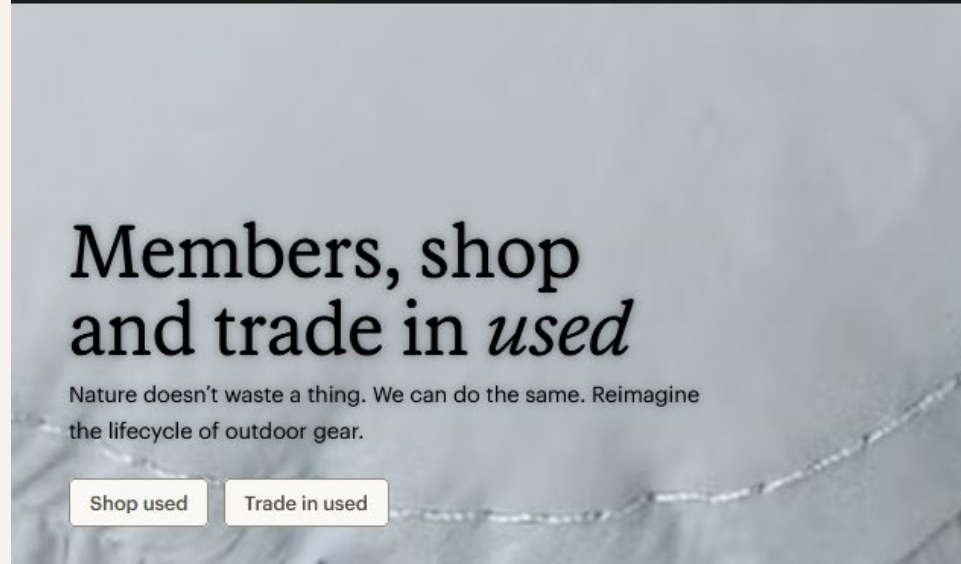 Members, shop
and trade in used
Nature doesn't waste a thing. We can do the same. Reimagine
the lifecycle of outdoor gear.
Shop used
Trade in used